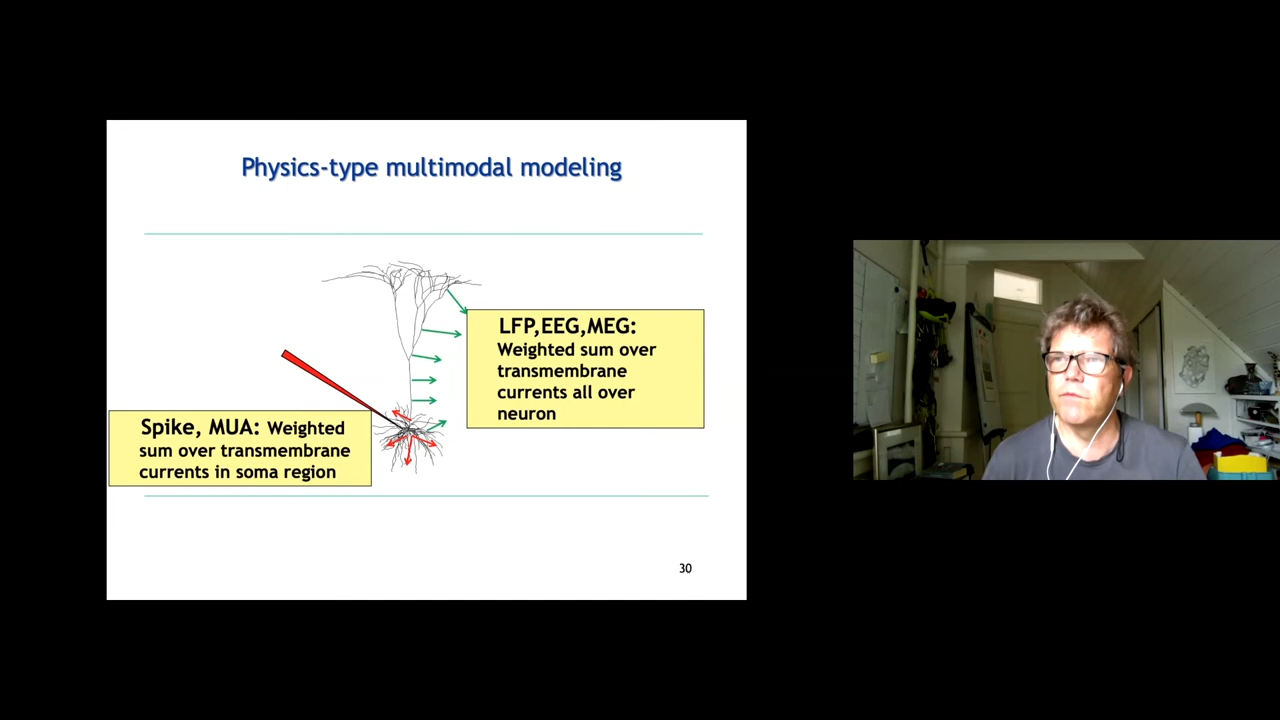 Physics-type multimodal modeling
LFP,EEG,MEG:
Weighted sum over
transmembrane
currents all over
neuron
Spike, MUA: Weighted
sum over transmembrane
currents in soma region
30